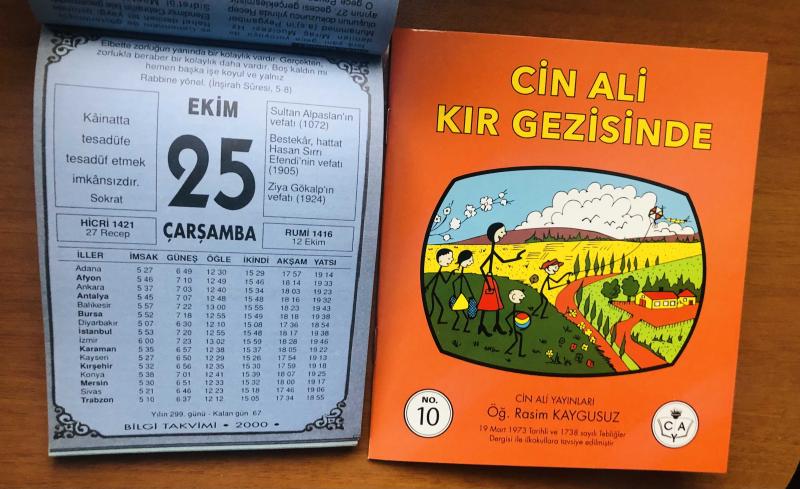 Elbette zorluğun yanında bir kolaylık vardır. Gerçekten,
zorlukla beraber bir kolaylık daha vardır. Boş kaldın mı
hemen başka işe koyul ve yalnız
Rabbine yönel. (İnşirah Sûresi, 5-8)
Kâinatta
tesadüfe
tesadüf etmek
imkânsızdır.
Sokrat
EKİM
25
ÇARŞAMBA
Sultan Alpaslan'ın
vefatı (1072)
Bestekâr, hattat
Hasan Sırrı
Efendi'nin vefatı
(1905)
Ziya Gökalp'ın
vefatı (1924)
HİCRİ 1421
27 Recep
RUMİ 1416
12 Ekim
İLLER İMSAK GÜNEŞ ÖĞLE İKİNDİ AKŞAM YATSI
Adana 5 27 6 49 12 30 15 29 17 57 19 14
Afyon 5 46 7 10 12 49 15 46 18 14 19 33
Ankara 5 37 7 03 12 40 15 34 18 03 19 23
Antalya 5 45 7 07 12 48 15 48 18 16 19 32
Balıkesir 5 57 7 22 13 00 15 55 18 23 19 43
Bursa 5 52 7 18 12 55 15 49 18 18 19 38
Diyarbakır 5 07 6 30 12 10 15 08 17 36 18 54
İstanbul 5 53 7 20 12 55 15 48 18 17 19 38
İzmir 6 00 7 23 13 02 15 59 18 28 19 46
Karaman 5 35 6 57 12 38 15 37 18 05 19 22
Kayseri 5 27 6 50 12 29 15 26 17 54 19 13
Kırşehir 5 32 6 56 12 35 15 30 17 59 19 18
Konya 5 38 7 01 12 41 15 39 18 07 19 25
Mersin 5 30 6 51 12 33 15 32 18 00 19 17
Sivas 5 21 6 46 12 23 15 18 17 46 19 06
Trabzon 5 10 6 37 12 12 15 05 17 34 18 55
Yılın 299. günü - Kalan gün 67
BİLGİ TAKVİMİ • 2000 •
CİN ALİ
KIR GEZİSİNDE
NO.
10
CİN ALİ YAYINLARI
Öğ. Rasim KAYGUSUZ
19 Mart 1973 Tarihli ve 1738 sayılı Tebliğler
Dergisi ile ilkokullara tavsiye edilmiştir
C A
Y